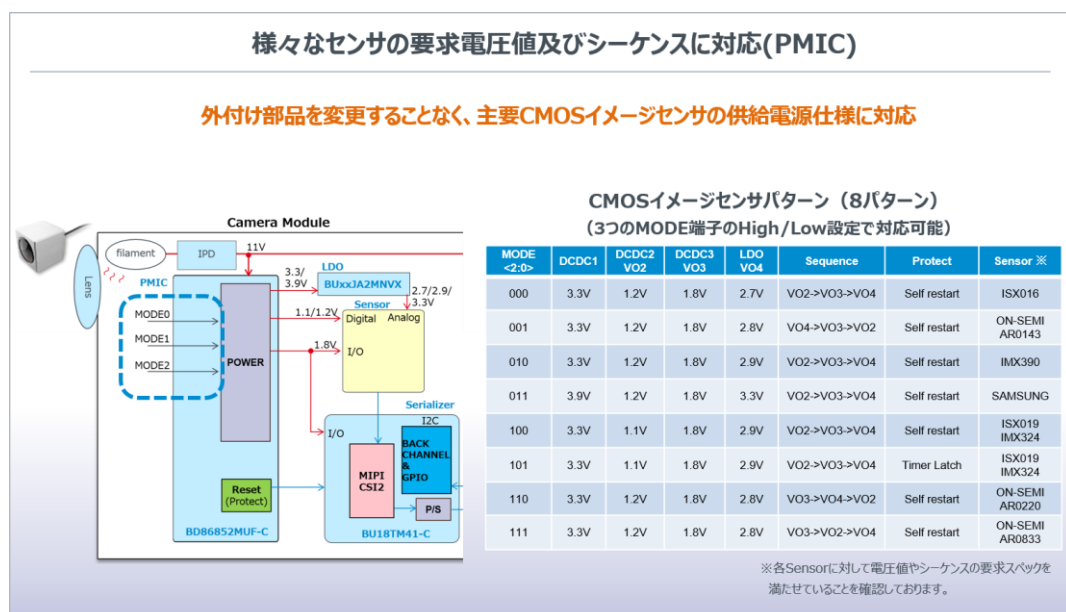 様々なセンサの要求電圧値及びシーケンスに対応(PMIC)
外付け部品を変更することなく、主要CMOSイメージセンサの供給電源仕様に対応
Camera Module
filament
IPD
11V
Lens
PMIC
3.3/
3.9V
LDO
BUxxJA2MNVX
2.7/2.9/
3.3V
Sensor
1.1/1.2V
Digital Analog
MODE0
MODE1
MODE2
POWER
1.8V
I/O
Serializer
I/O
I2C
BACK
CHANNEL
&
GPIO
MIPI
CSI2
P/S
Reset
(Protect)
BD86852MUF-C
BU18TM41-C
CMOSイメージセンサパターン（8パターン）
（3つのMODE端子のHigh/Low設定で対応可能）
MODE <2:0> DCDC1 DCDC2 VO2 DCDC3 VO3 LDO VO4 Sequence Protect Sensor ※
000 3.3V 1.2V 1.8V 2.7V VO2->VO3->VO4 Self restart ISX016
001 3.3V 1.2V 1.8V 2.8V VO4->VO3->VO2 Self restart ON-SEMI AR0143
010 3.3V 1.2V 1.8V 2.9V VO2->VO3->VO4 Self restart IMX390
011 3.9V 1.2V 1.8V 3.3V VO2->VO3->VO4 Self restart SAMSUNG
100 3.3V 1.1V 1.8V 2.9V VO2->VO3->VO4 Self restart ISX019 IMX324
101 3.3V 1.1V 1.8V 2.9V VO2->VO3->VO4 Timer Latch ISX019 IMX324
110 3.3V 1.2V 1.8V 2.8V VO3->VO4->VO2 Self restart ON-SEMI AR0220
111 3.3V 1.2V 1.8V 2.8V VO3->VO2->VO4 Self restart ON-SEMI AR0833
※各Sensorに対して電圧値やシーケンスの要求スペックを
満たせていることを確認しております。